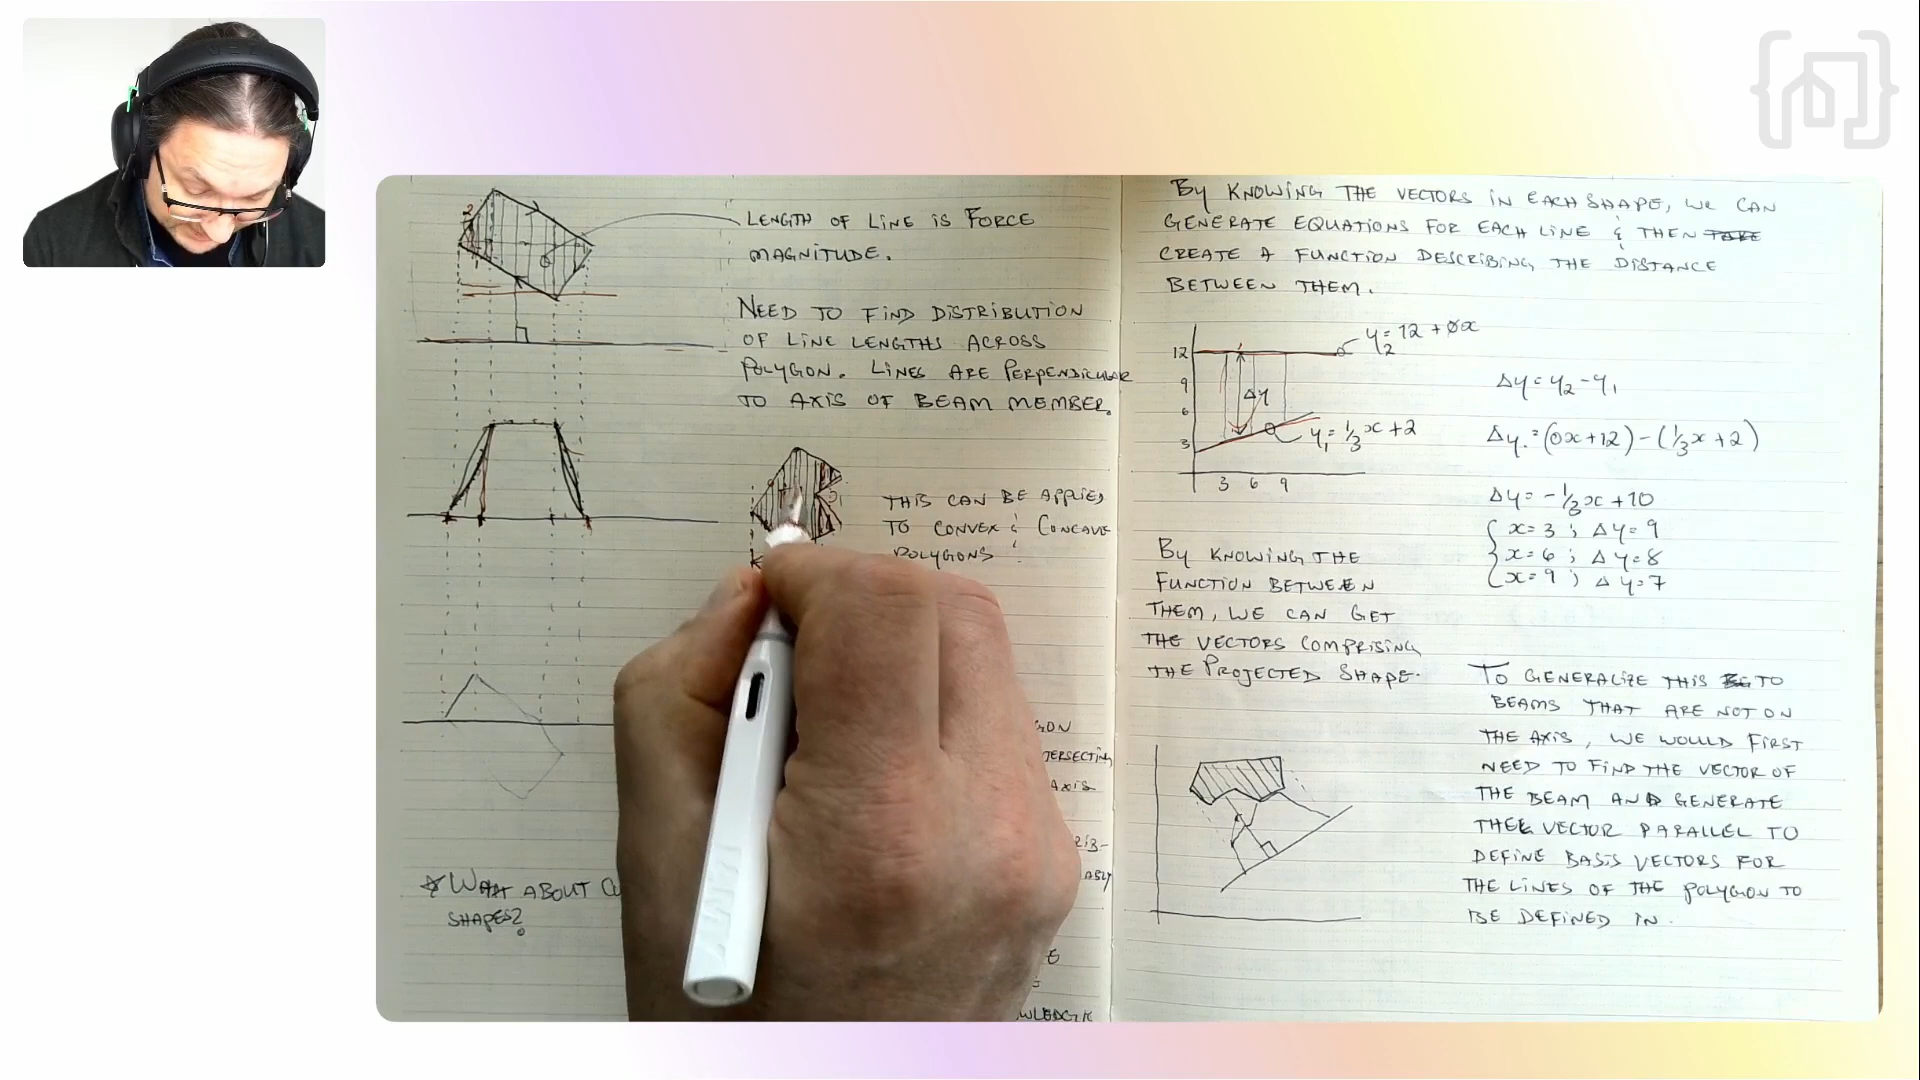 LENGTH OF LINE IS FORCE
MAGNITUDE.
NEED TO FIND DISTRIBUTION
OF LINE LENGTHS ACROSS
POLYGON. LINES ARE PERPENDICULAR
TO AXIS OF BEAM MEMBER.
THIS CAN BE APPLIED
TO CONVEX & CONCAVE
POLYGONS !
AXIS
* WHAT ABOUT
SHAPES?
BY KNOWING THE VECTORS IN EACH SHAPE, WE CAN
GENERATE EQUATIONS FOR EACH LINE & THEN TAKE
CREATE A FUNCTION DESCRIBING THE DISTANCE
BETWEEN THEM.
y₂ = 12 + 0x
12
9
6
3
Δy
y₁ = ⅓x + 2
3 6 9
Δy = y₂ - y₁
Δy = (0x + 12) - (⅓x + 2)
Δy = -⅓x + 10
x = 3 ; Δy = 9
x = 6 ; Δy = 8
x = 9 ; Δy = 7
BY KNOWING THE
FUNCTION BETWEEN
THEM, WE CAN GET
THE VECTORS COMPRISING
THE PROJECTED SHAPE.
TO GENERALIZE THIS TO
BEAMS THAT ARE NOT ON
THE AXIS, WE WOULD FIRST
NEED TO FIND THE VECTOR OF
THE BEAM AND GENERATE
THE VECTOR PARALLEL TO
DEFINE BASIS VECTORS FOR
THE LINES OF THE POLYGON TO
BE DEFINED IN.
LAMY